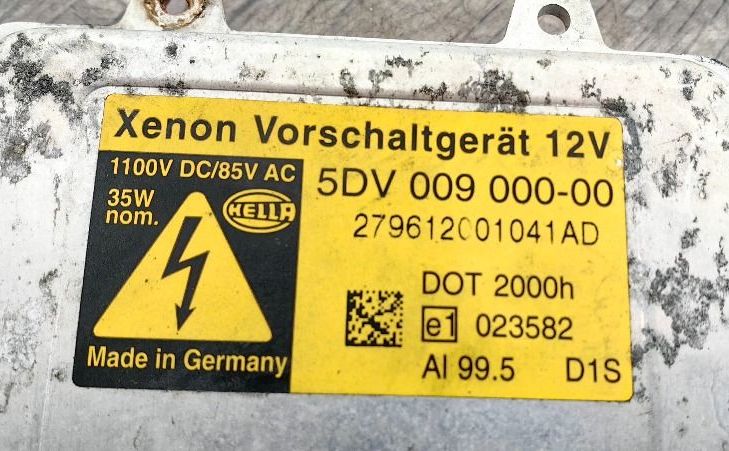 Xenon Vorschaltgerät 12V
1100V DC/85V AC
35W
nom.
HELLA
Made in Germany
5DV 009 000-00
279612001041AD
DOT 2000h
e1 023582
Al 99.5 D1S